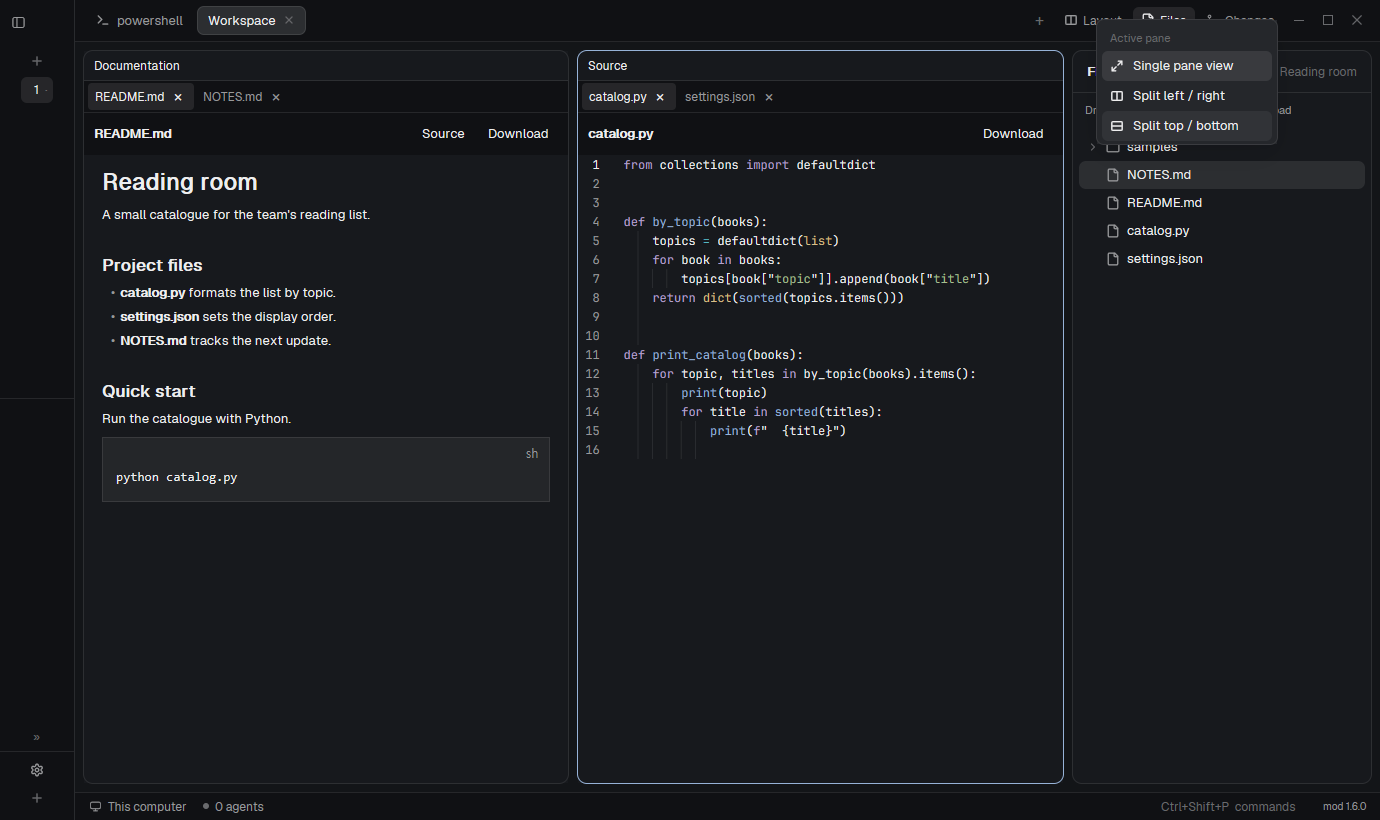 powershell
Workspace
Active pane
Single pane view
Split left / right
Split top / bottom
Reading room
1
Documentation
README.md
NOTES.md
README.md
Source
Download
Reading room
A small catalogue for the team's reading list.
Project files
• catalog.py formats the list by topic.
• settings.json sets the display order.
• NOTES.md tracks the next update.
Quick start
Run the catalogue with Python.
sh
python catalog.py
Source
catalog.py
settings.json
catalog.py
Download
1 from collections import defaultdict
2
3
4 def by_topic(books):
5     topics = defaultdict(list)
6     for book in books:
7         topics[book["topic"]].append(book["title"])
8     return dict(sorted(topics.items()))
9
10
11 def print_catalog(books):
12     for topic, titles in by_topic(books).items():
13         print(topic)
14         for title in sorted(titles):
15             print(f"  {title}")
16
samples
NOTES.md
README.md
catalog.py
settings.json
This computer
0 agents
Ctrl+Shift+P commands
mod 1.6.0